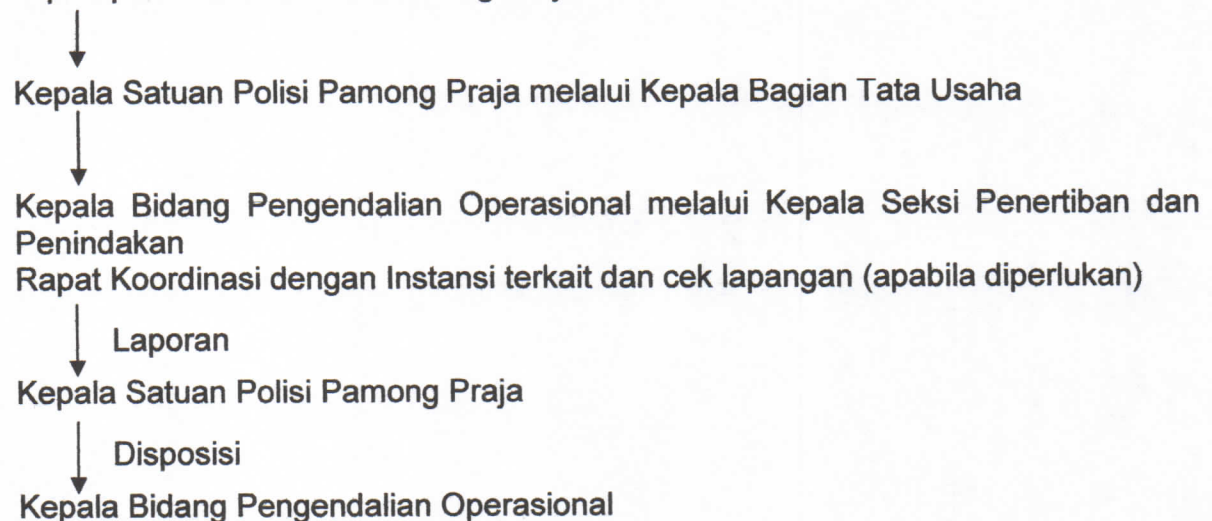 Kepala Satuan Polisi Pamong Praja melalui Kepala Bagian Tata Usaha
Kepala Bidang Pengendalian Operasional melalui Kepala Seksi Penertiban dan
Penindakan
Rapat Koordinasi dengan Instansi terkait dan cek lapangan (apabila diperlukan)
Laporan
Kepala Satuan Polisi Pamong Praja
Disposisi
Kepala Bidang Pengendalian Operasional